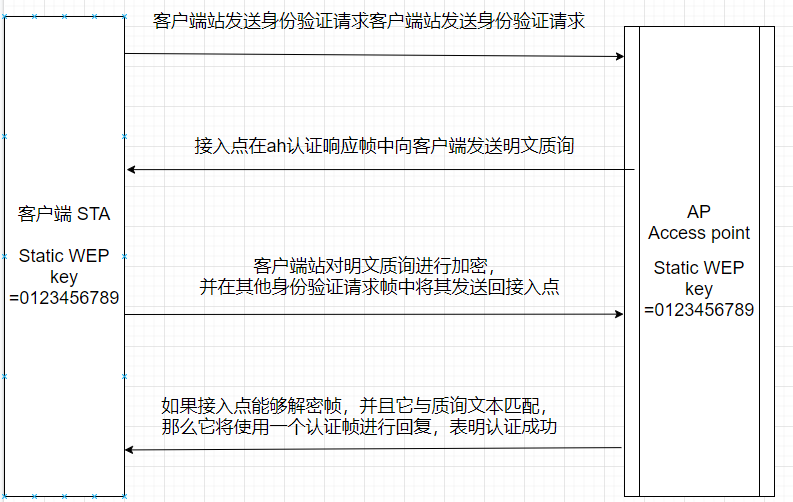 客户端站发送身份验证请求客户端站发送身份验证请求
接入点在ah认证响应帧中向客户端发送明文质询
客户端 STA
Static WEP
key
=0123456789
AP
Access point
Static WEP
key
=0123456789
客户端站对明文质询进行加密，
并在其他身份验证请求帧中将其发送回接入点
如果接入点能够解密帧，并且它与质询文本匹配，
那么它将使用一个认证帧进行回复，表明认证成功